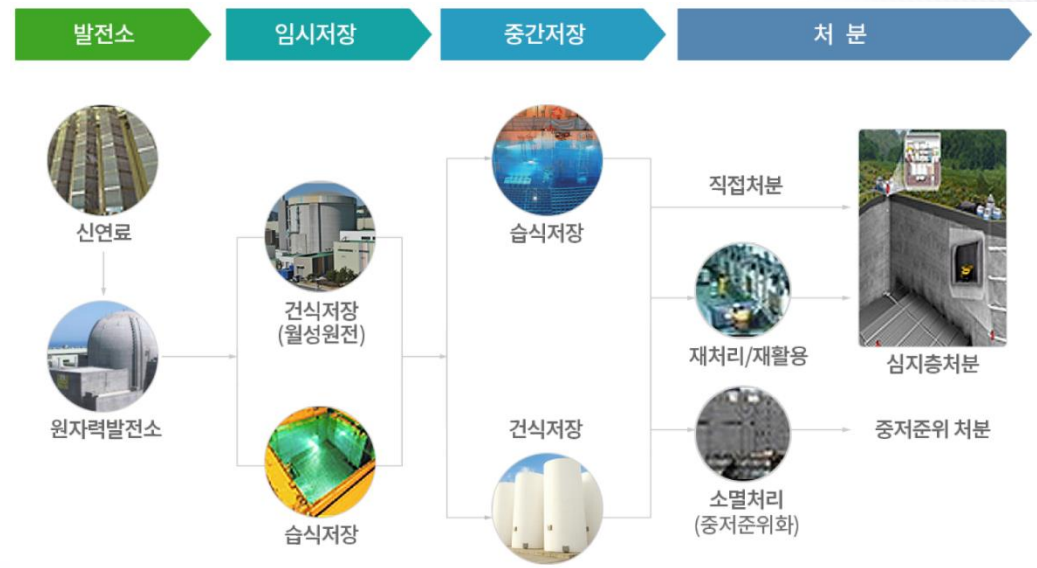 발전소
임시저장
중간저장
처 분
신연료
원자력발전소
건식저장
(월성원전)
습식저장
습식저장
건식저장
직접처분
재처리/재활용
소멸처리
(중저준위화)
심지층처분
중저준위 처분